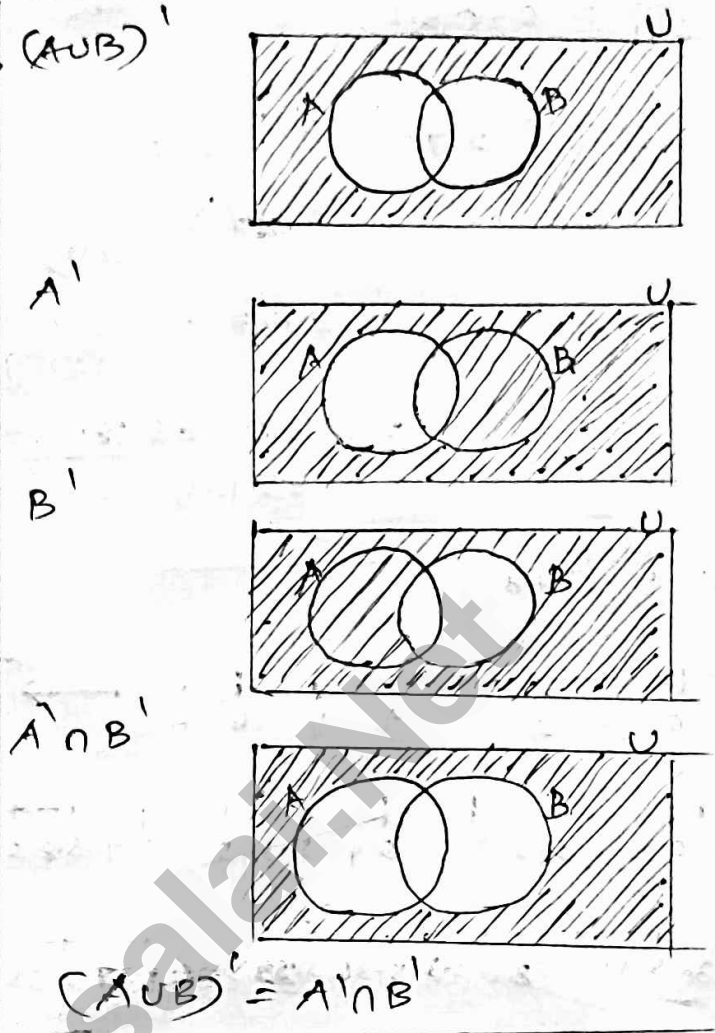 (A∪B)'
U
A B
A'
U
A B
B'
U
A B
A'∩B'
U
A B
(A∪B)' = A'∩B'
salai.Net